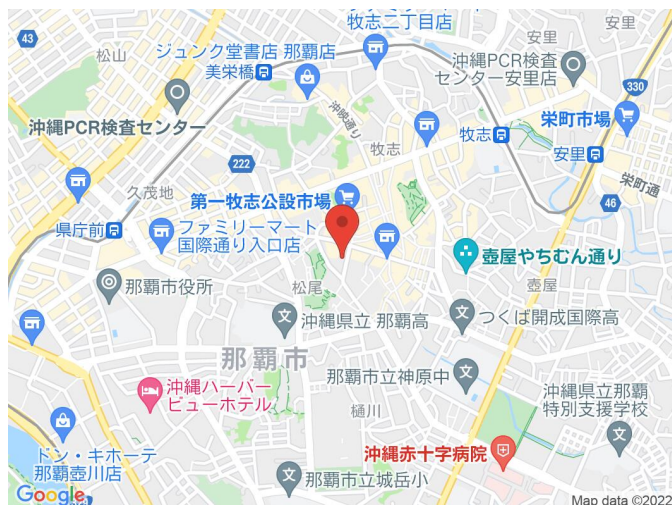 牧志二丁目店
安里
43
松山
ジュンク堂書店 那覇店
美栄橋
沖縄PCR検査
センター安里店
330
沖映通り
栄町市場
沖縄PCR検査センター
牧志
牧志
222
安里
栄町通
久茂地
第一牧志公設市場
46
県庁前
ファミリーマート
国際通り入口店
壺屋やちむん通り
那覇市役所
松尾
壺屋
沖縄県立 那覇高
つくば開成国際高
那覇市
那覇市立神原中
沖縄ハーバー
ビューホテル
樋川
沖縄県立那覇
特別支援学校
ドン・キホーテ
那覇壺川店
沖縄赤十字病院
那覇市立城岳小
Google
Map data ©2022